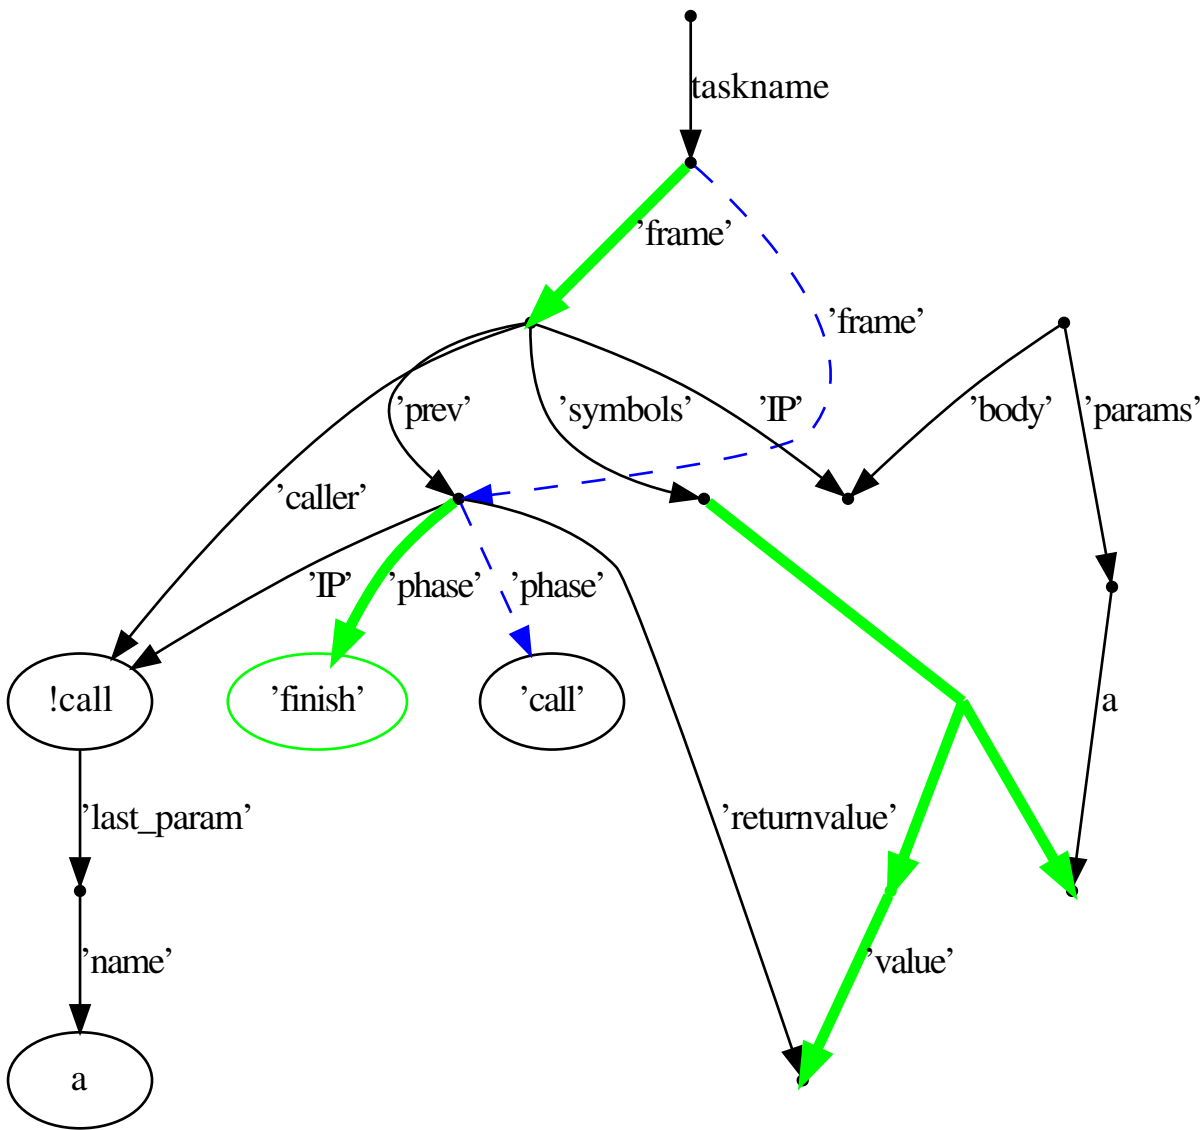 taskname
’frame’
’frame’
’prev’
’symbols’
’IP’
’body’
’params’
’caller’
’IP’
’phase’
’phase’
!call
’finish’
’call’
a
’last_param’
’returnvalue’
’name’
’value’
a